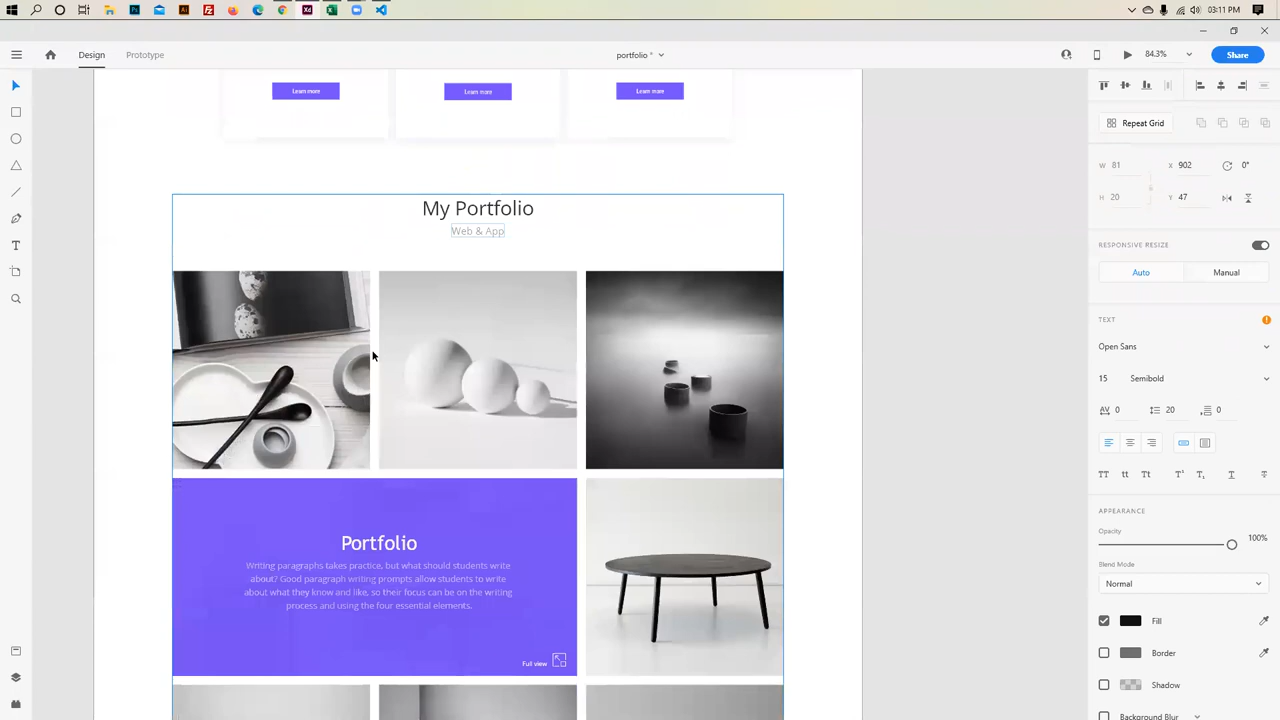 03:11 PM
Design
Prototype
portfolio *
84.3%
Share
Learn more
Learn more
Learn more
My Portfolio
Web & App
Portfolio
Writing paragraphs takes practice, but what should students write
about? Good paragraph writing prompts allow students to write
about what they know and like, so their focus can be on the writing
process and using the four essential elements.
Full view
Repeat Grid
W 81 X 902 0°
H 20 Y 47
RESPONSIVE RESIZE
Auto Manual
TEXT
Open Sans
15 Semibold
0 20 0
TT tt Tt
APPEARANCE
Opacity
100%
Blend Mode
Normal
Fill
Border
Shadow
Background Blur